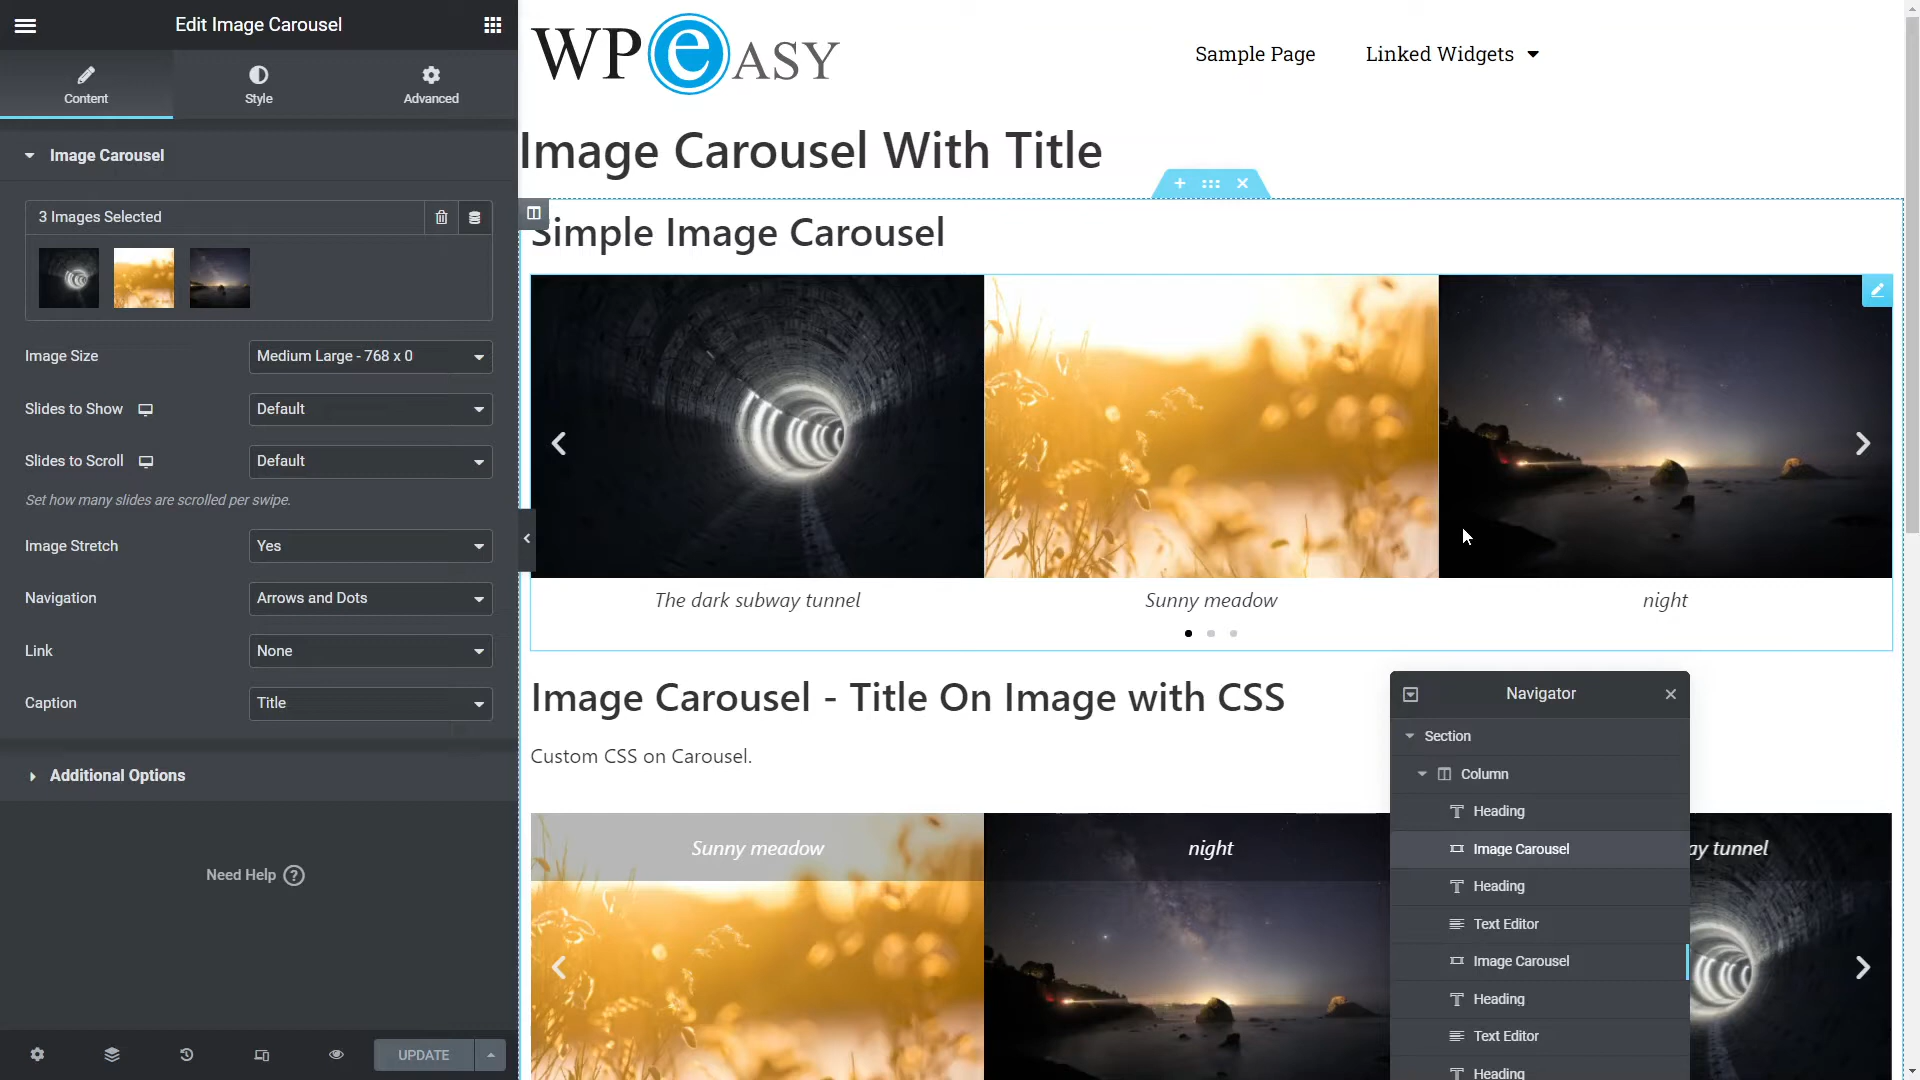 Edit Image Carousel
Content
Style
Advanced
Image Carousel
3 Images Selected
Image Size
Medium Large - 768 x 0
Slides to Show
Default
Slides to Scroll
Default
Set how many slides are scrolled per swipe.
Image Stretch
Yes
Navigation
Arrows and Dots
Link
None
Caption
Title
Additional Options
Need Help
UPDATE
WPeASY
Sample Page
Linked Widgets
Image Carousel With Title
Simple Image Carousel
The dark subway tunnel
Sunny meadow
night
Image Carousel - Title On Image with CSS
Custom CSS on Carousel.
Sunny meadow
night
ay tunnel
Navigator
Section
Column
Heading
Image Carousel
Heading
Text Editor
Image Carousel
Heading
Text Editor
Heading